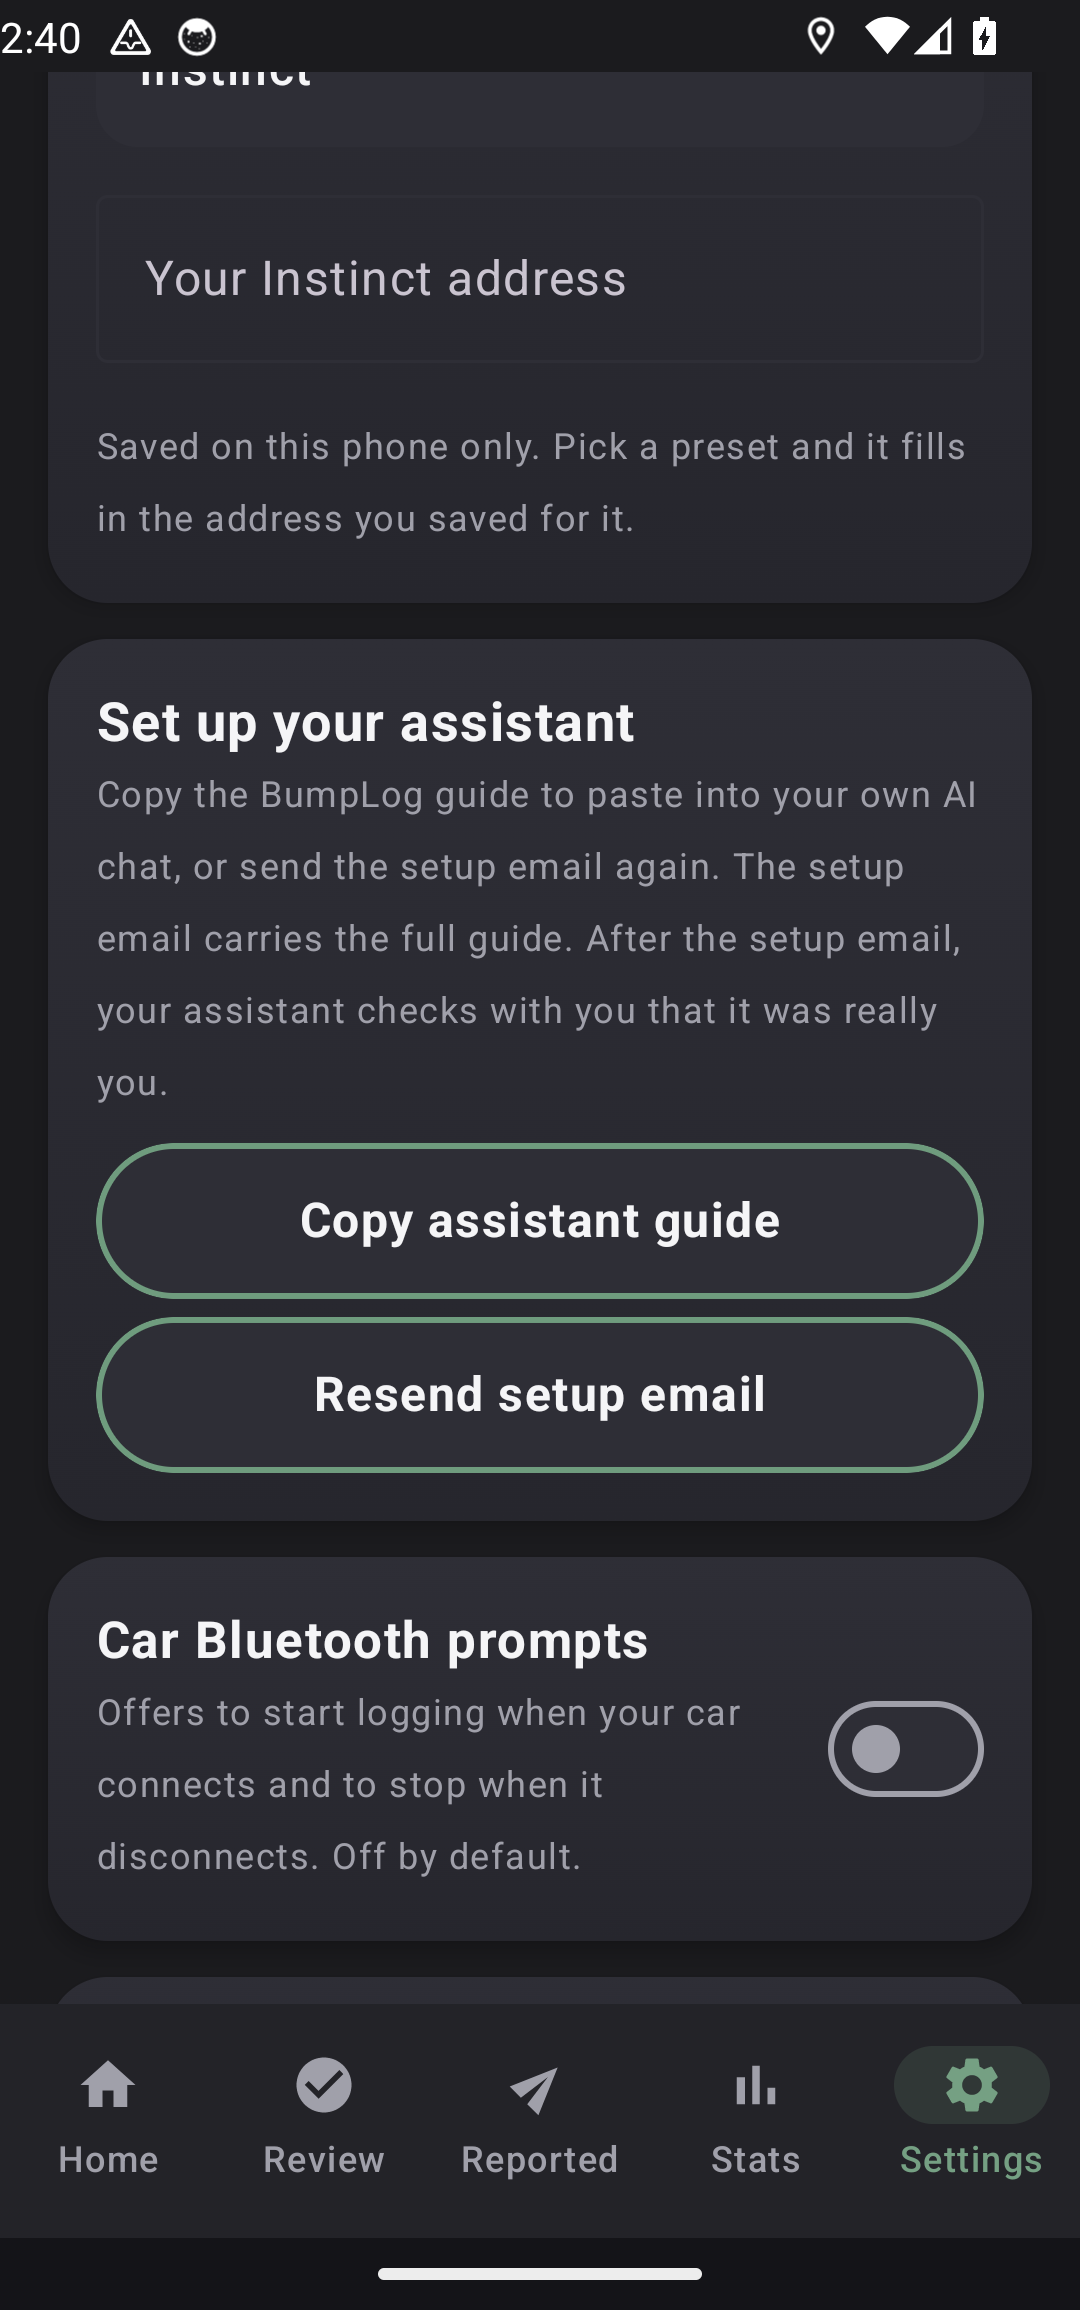 2:40
Instinct
Your Instinct address
Saved on this phone only. Pick a preset and it fills
in the address you saved for it.
Set up your assistant
Copy the BumpLog guide to paste into your own AI
chat, or send the setup email again. The setup
email carries the full guide. After the setup email,
your assistant checks with you that it was really
you.
Copy assistant guide
Resend setup email
Car Bluetooth prompts
Offers to start logging when your car
connects and to stop when it
disconnects. Off by default.
Home
Review
Reported
Stats
Settings